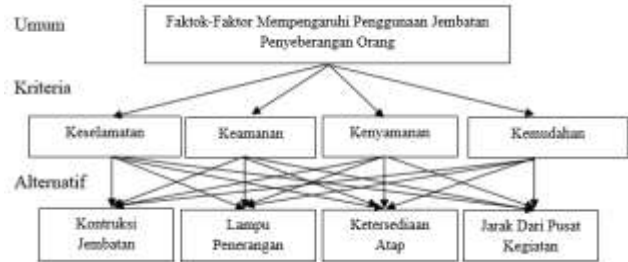 Umum
Faktok-Faktor Mempengaruhi Penggunaan Jembatan
Penyeberangan Orang
Kriteria
Keselamatan
Keamanan
Kenyamanan
Kemudahan
Alternatif
Kontruksi
Jembatan
Lampu
Penerangan
Ketersediaan
Atap
Jarak Dari Pusat
Kegiatan